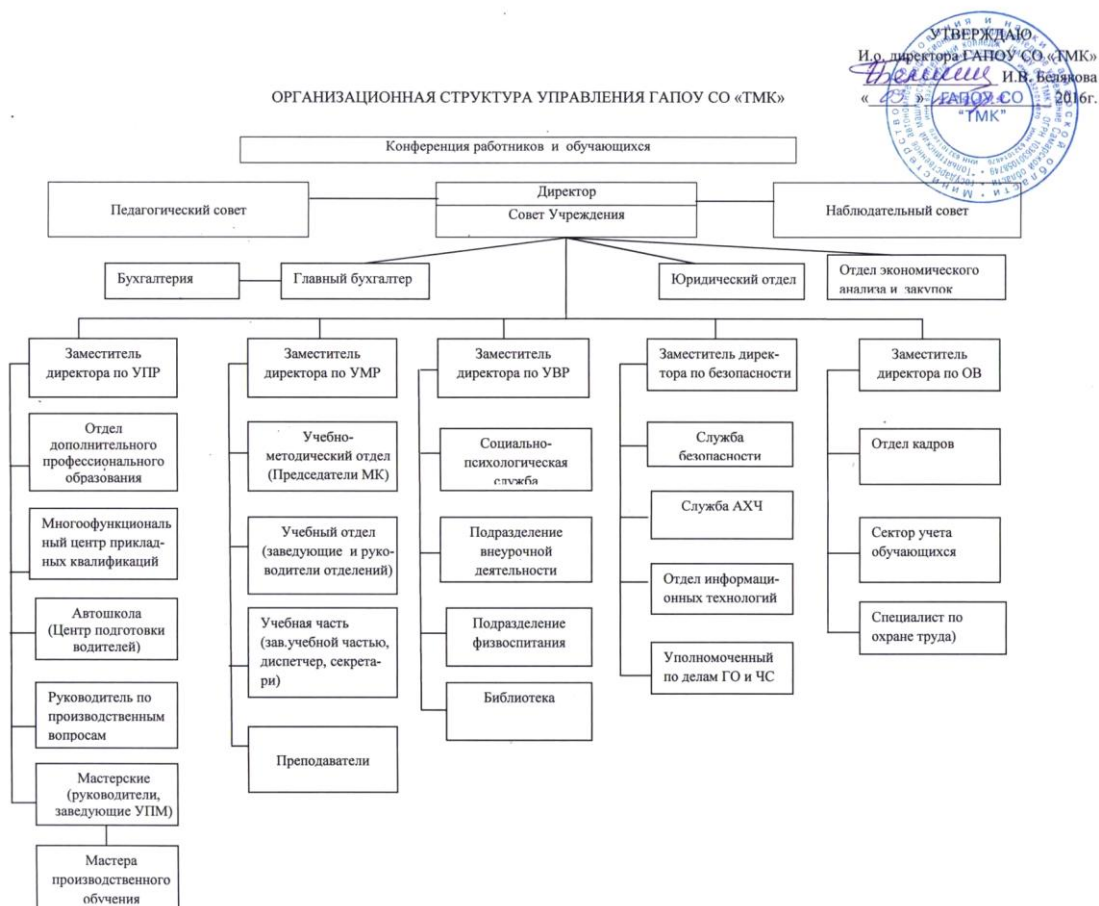 УТВЕРЖДАЮ
И.о. директора ГАПОУ СО «ТМК»
И.В. Белякова
« 03 » 2016г.
ГАПОУ СО
"ТМК"
ОРГАНИЗАЦИОННАЯ СТРУКТУРА УПРАВЛЕНИЯ ГАПОУ СО «ТМК»
Конференция работников и обучающихся
Педагогический совет
Директор
Совет Учреждения
Наблюдательный совет
Бухгалтерия
Главный бухгалтер
Юридический отдел
Отдел экономического
анализа и закупок
Заместитель
директора по УПР
Отдел
дополнительного
профессионального
образования
Многофункциональ
ный центр приклад-
ных квалификаций
Автошкола
(Центр подготовки
водителей)
Руководитель по
производственным
вопросам
Мастерские
(руководители,
заведующие УПМ)
Мастера
производственного
обучения
Заместитель
директора по УМР
Учебно-
методический отдел
(Председатели МК)
Учебный отдел
(заведующие и руко-
водители отделений)
Учебная часть
(зав.учебной частью,
диспетчер, секрета-
ри)
Преподаватели
Заместитель
директора по УВР
Социально-
психологическая
служба
Подразделение
внеурочной
деятельности
Подразделение
физвоспитания
Библиотека
Заместитель дирек-
тора по безопасности
Служба
безопасности
Служба АХЧ
Отдел информаци-
онных технологий
Уполномоченный
по делам ГО и ЧС
Заместитель
директора по ОВ
Отдел кадров
Сектор учета
обучающихся
Специалист по
охране труда)